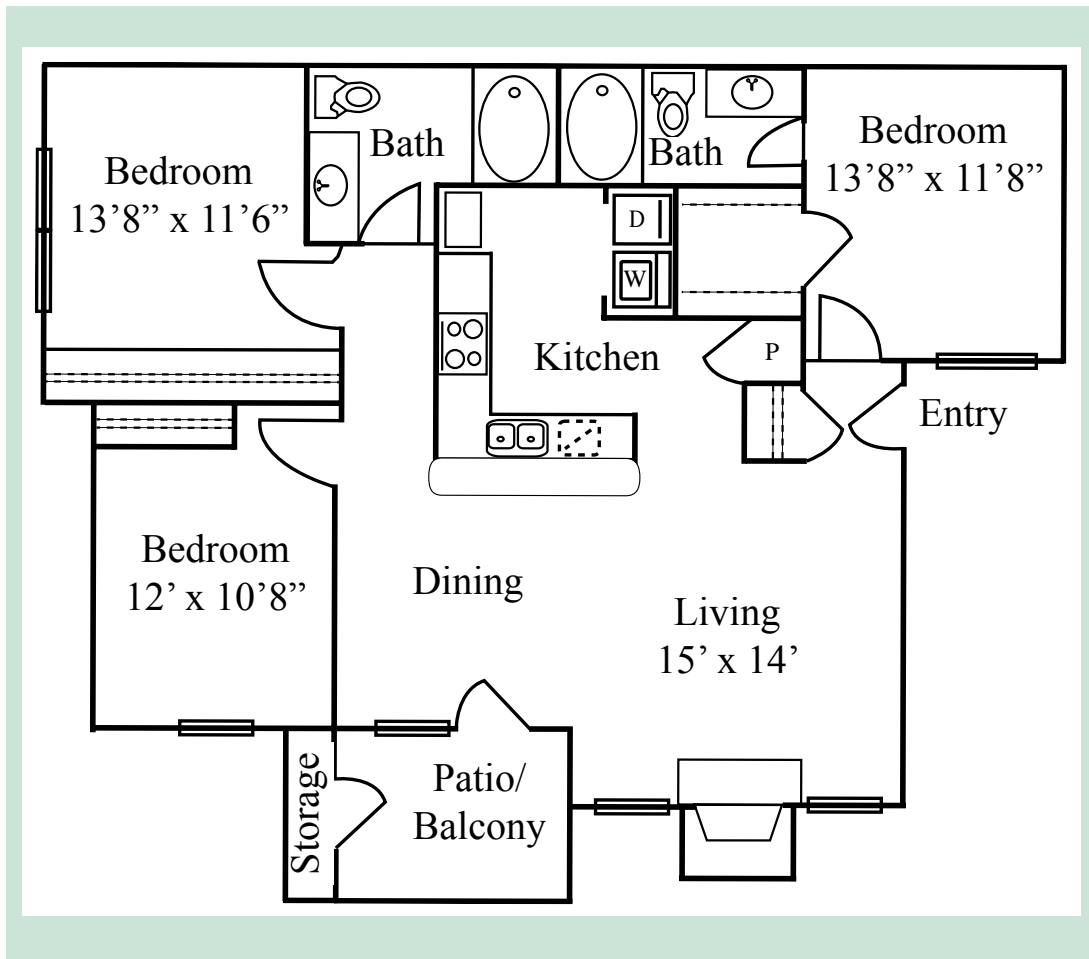 Bath
Bath
Bedroom
13’8” x 11’6”
Bedroom
13’8” x 11’8”
D
W
Kitchen
P
Entry
Bedroom
12’ x 10’8”
Dining
Living
15’ x 14’
Storage
Patio/
Balcony